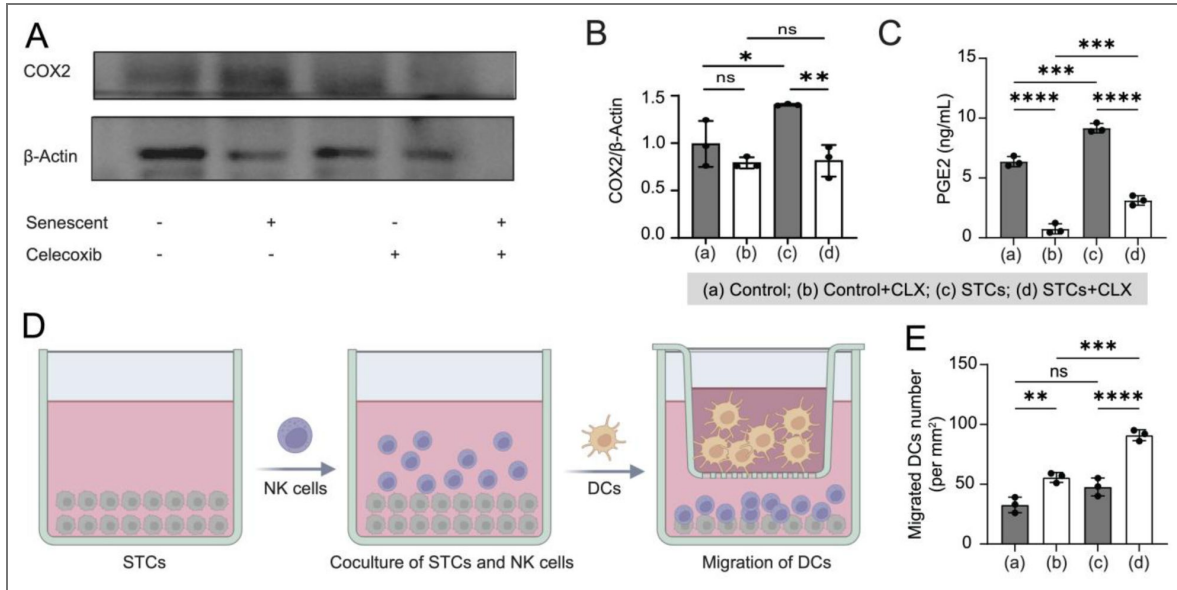 A
COX2
β-Actin
Senescent - + - +
Celecoxib - - + +
B
ns
*
ns **
COX2/β-Actin
1.5
1.0
0.5
0.0
(a) (b) (c) (d)
C
***
***
**** ****
PGE2 (ng/mL)
15
10
5
0
(a) (b) (c) (d)
(a) Control; (b) Control+CLX; (c) STCs; (d) STCs+CLX
D
NK cells
DCs
STCs
Coculture of STCs and NK cells
Migration of DCs
E
***
ns
** ****
Migrated DCs number
(per mm²)
150
100
50
0
(a) (b) (c) (d)